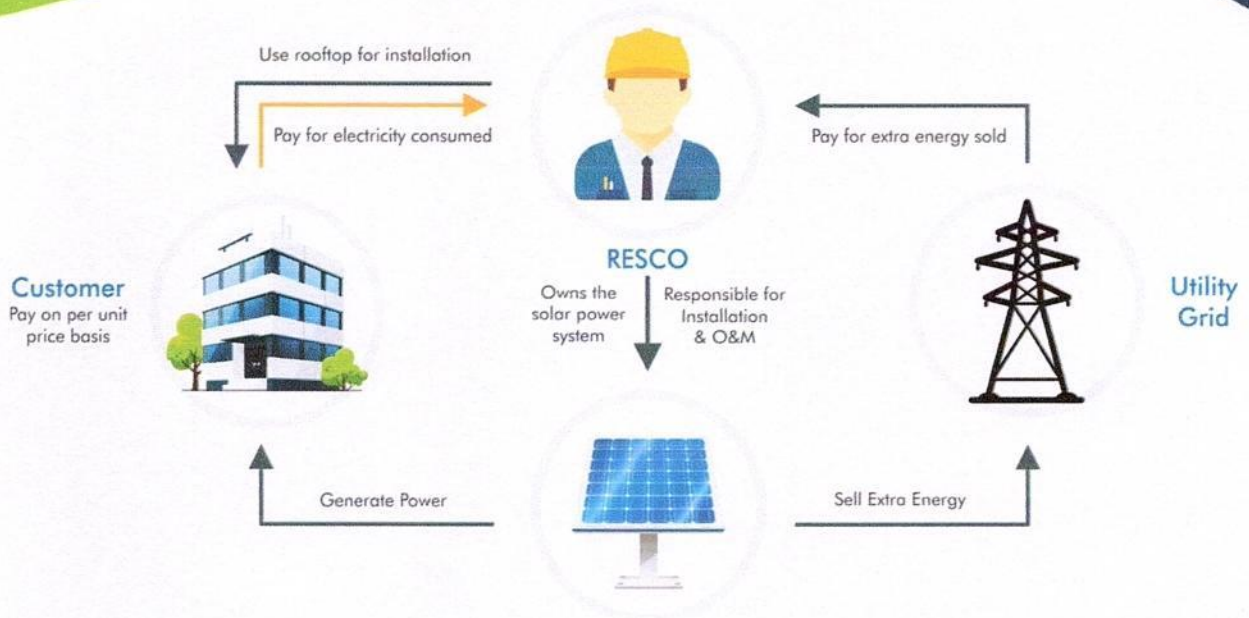 Use rooftop for installation
Pay for electricity consumed
Pay for extra energy sold
RESCO
Owns the
solar power
system
Responsible for
Installation
& O&M
Customer
Pay on per unit
price basis
Utility
Grid
Generate Power
Sell Extra Energy